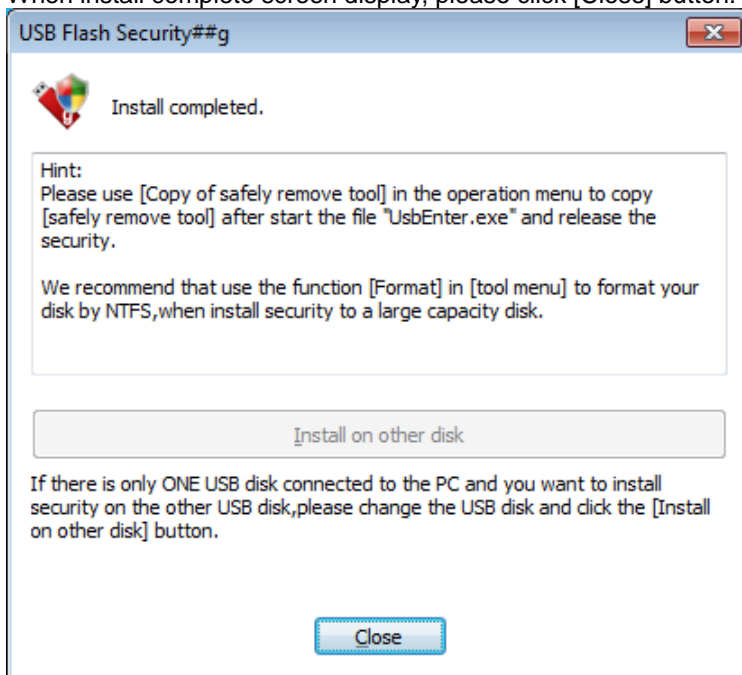 When install complete screen display, please click [Close] button.
USB Flash Security##g
Install completed.
Hint:
Please use [Copy of safely remove tool] in the operation menu to copy
[safely remove tool] after start the file "UsbEnter.exe" and release the
security.
We recommend that use the function [Format] in [tool menu] to format your
disk by NTFS,when install security to a large capacity disk.
Install on other disk
If there is only ONE USB disk connected to the PC and you want to install
security on the other USB disk,please change the USB disk and click the [Install
on other disk] button.
Close